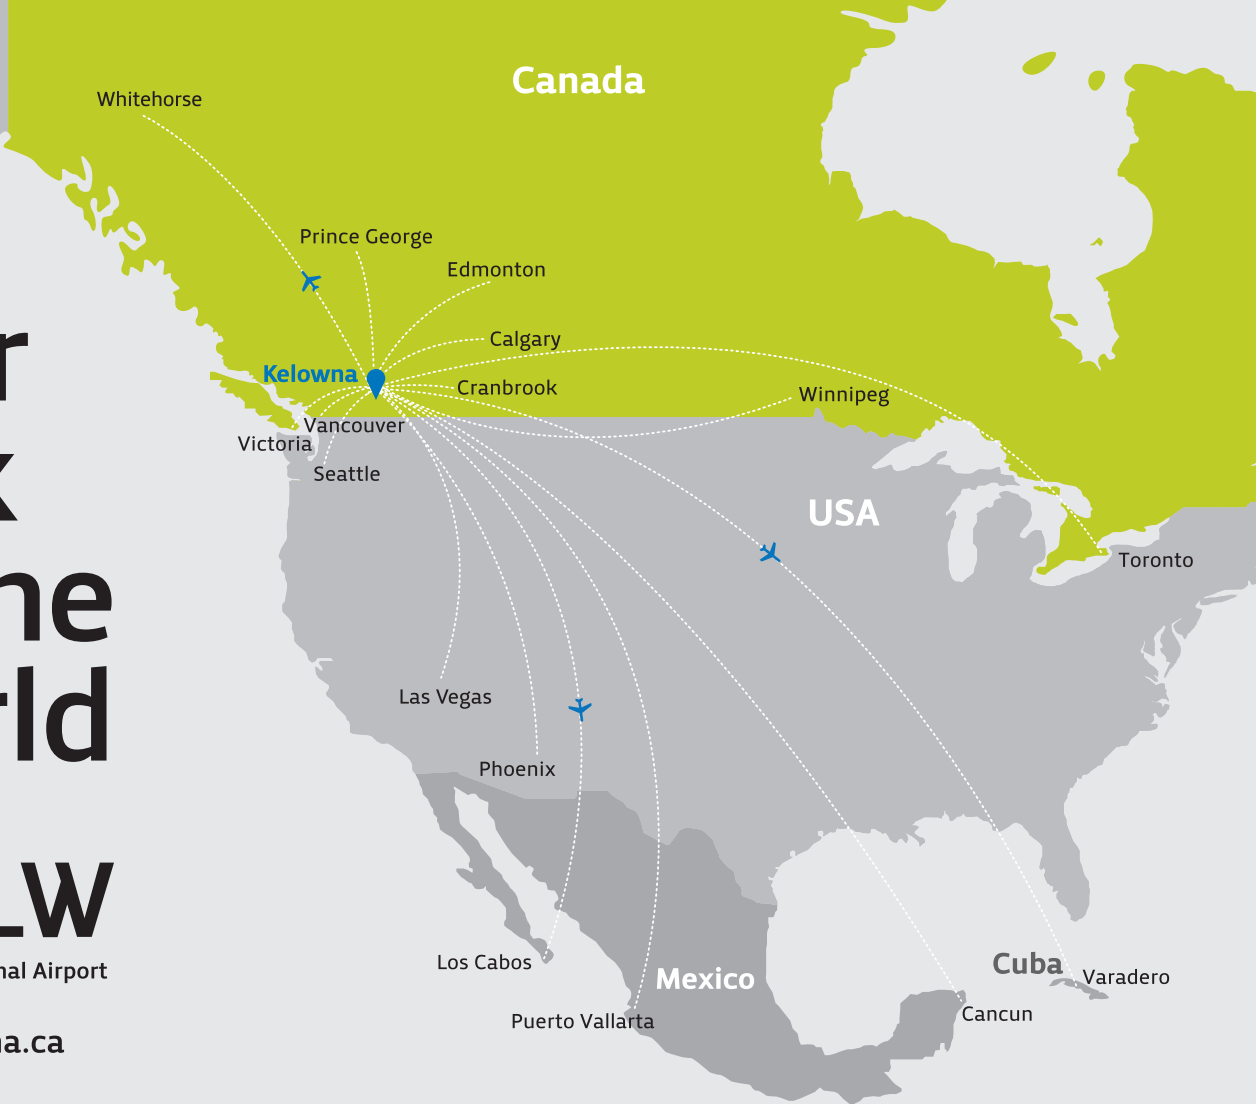 Canada
Whitehorse
Prince George
Edmonton
Calgary
Kelowna
Cranbrook
Winnipeg
Vancouver
Victoria
Seattle
USA
Toronto
Las Vegas
Phoenix
Los Cabos
Cuba
Mexico
Varadero
Cancun
Puerto Vallarta
r
k
ne
rld
LW
nal Airport
na.ca